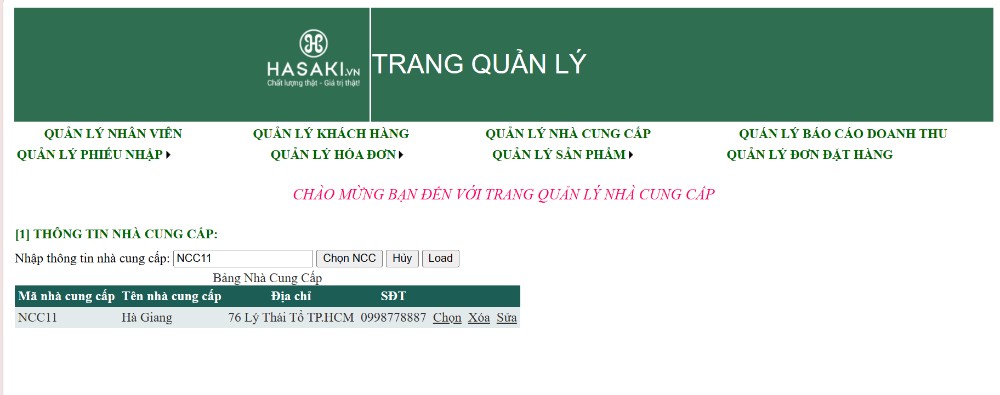 HASAKI.VN
Chất lượng thật - Giá trị thật!
TRANG QUẢN LÝ
QUẢN LÝ NHÂN VIÊN QUẢN LÝ KHÁCH HÀNG QUẢN LÝ NHÀ CUNG CẤP QUÁN LÝ BÁO CÁO DOANH THU
QUẢN LÝ PHIẾU NHẬP QUẢN LÝ HÓA ĐƠN QUẢN LÝ SẢN PHẨM QUẢN LÝ ĐƠN ĐẶT HÀNG
CHÀO MỪNG BẠN ĐẾN VỚI TRANG QUẢN LÝ NHÀ CUNG CẤP
[1] THÔNG TIN NHÀ CUNG CẤP:
Nhập thông tin nhà cung cấp: NCC11 Chọn NCC Hủy Load
Bảng Nhà Cung Cấp
Mã nhà cung cấp Tên nhà cung cấp Địa chỉ SĐT
NCC11 Hà Giang 76 Lý Thái Tổ TP.HCM 0998778887 Chọn Xóa Sửa